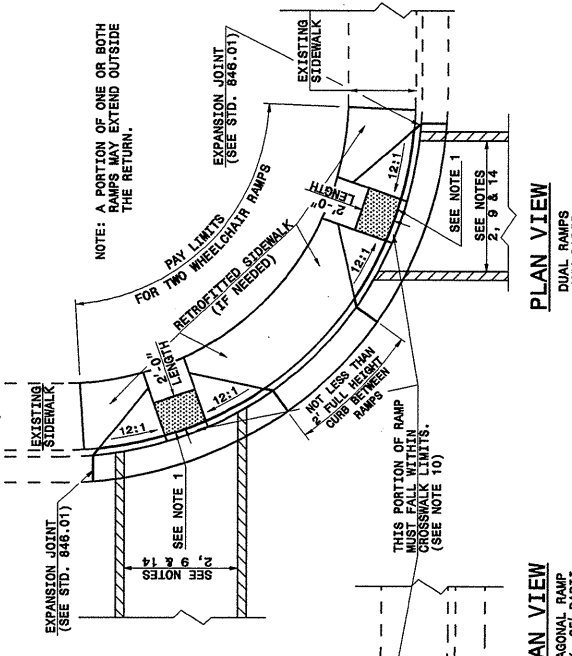 NOTE: A PORTION OF ONE OR BOTH
RAMPS MAY EXTEND OUTSIDE
THE RETURN.
EXPANSION JOINT
(SEE STD. 846.01)
EXISTING
SIDEWALK
PAY LIMITS
FOR TWO WHEELCHAIR RAMPS
RETROFITTED SIDEWALK
(IF NEEDED)
2'-0"
LENGTH
12:1
12:1
SEE NOTE 1
SEE NOTES
2, 9 & 14
EXISTING
SIDEWALK
2'-0"
LENGTH
12:1
12:1
SEE NOTE 1
SEE NOTES
2, 9 & 14
EXPANSION JOINT
(SEE STD. 846.01)
NOT LESS THAN
2' FULL HEIGHT
CURB BETWEEN
RAMPS
THIS PORTION OF RAMP
MUST FALL WITHIN
CROSSWALK LIMITS.
(SEE NOTE 10)
PLAN VIEW
DUAL RAMPS
AN VIEW
AGONAL RAMP